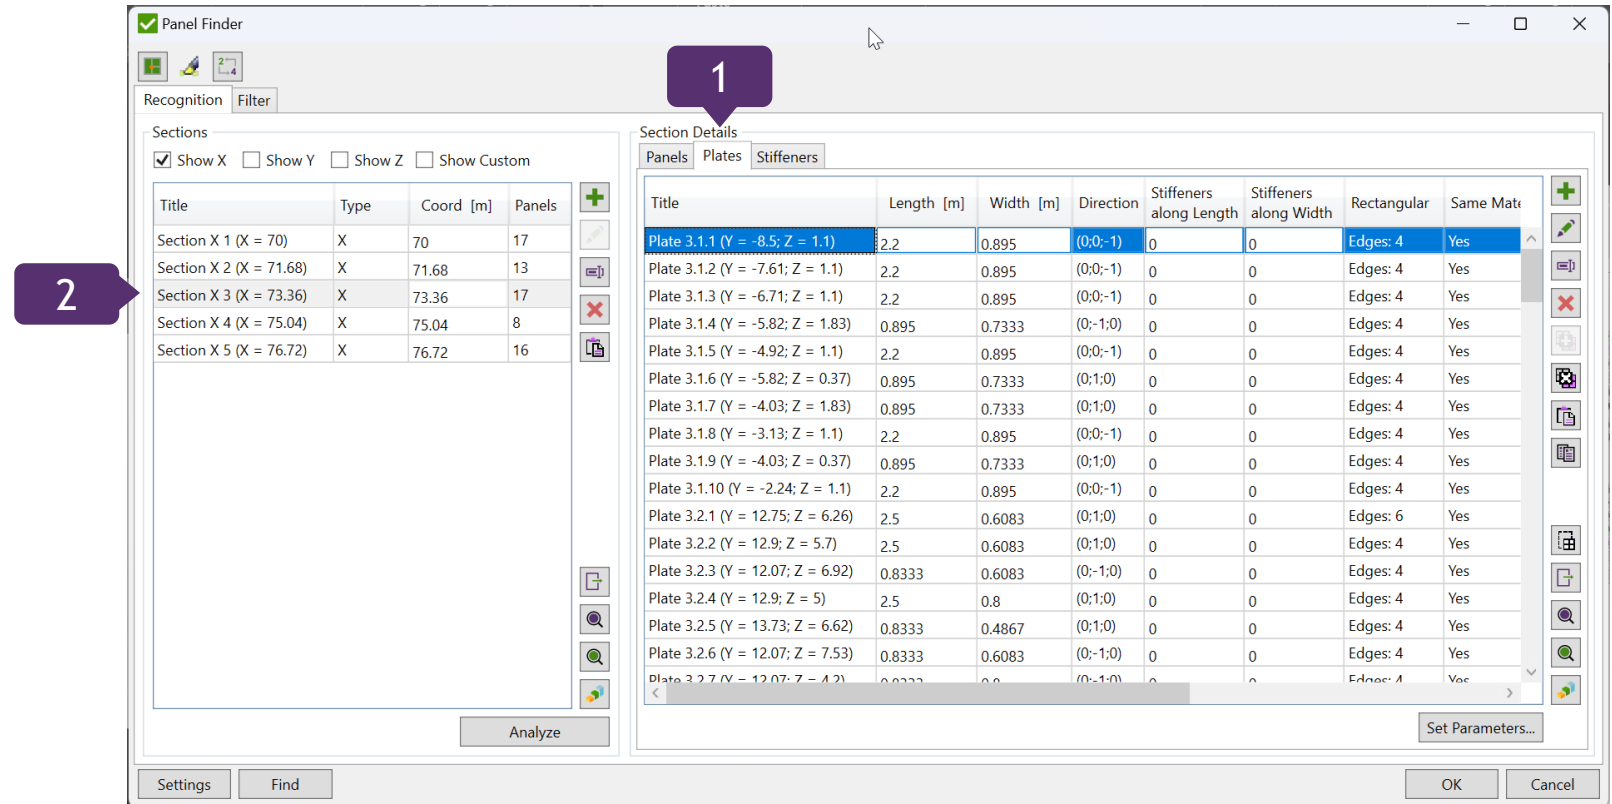 Panel Finder
1
Recognition Filter
Sections
Show X Show Y Show Z Show Custom
Title Type Coord [m] Panels
Section X 1 (X = 70) X 70 17
Section X 2 (X = 71.68) X 71.68 13
2
Section X 3 (X = 73.36) X 73.36 17
Section X 4 (X = 75.04) X 75.04 8
Section X 5 (X = 76.72) X 76.72 16
Analyze
Section Details
Panels Plates Stiffeners
Title Length [m] Width [m] Direction Stiffeners along Length Stiffeners along Width Rectangular Same Mate
Plate 3.1.1 (Y = -8.5; Z = 1.1) 2.2 0.895 (0;0;-1) 0 0 Edges: 4 Yes
Plate 3.1.2 (Y = -7.61; Z = 1.1) 2.2 0.895 (0;0;-1) 0 0 Edges: 4 Yes
Plate 3.1.3 (Y = -6.71; Z = 1.1) 2.2 0.895 (0;0;-1) 0 0 Edges: 4 Yes
Plate 3.1.4 (Y = -5.82; Z = 1.83) 0.895 0.7333 (0;-1;0) 0 0 Edges: 4 Yes
Plate 3.1.5 (Y = -4.92; Z = 1.1) 2.2 0.895 (0;0;-1) 0 0 Edges: 4 Yes
Plate 3.1.6 (Y = -5.82; Z = 0.37) 0.895 0.7333 (0;1;0) 0 0 Edges: 4 Yes
Plate 3.1.7 (Y = -4.03; Z = 1.83) 0.895 0.7333 (0;1;0) 0 0 Edges: 4 Yes
Plate 3.1.8 (Y = -3.13; Z = 1.1) 2.2 0.895 (0;0;-1) 0 0 Edges: 4 Yes
Plate 3.1.9 (Y = -4.03; Z = 0.37) 0.895 0.7333 (0;1;0) 0 0 Edges: 4 Yes
Plate 3.1.10 (Y = -2.24; Z = 1.1) 2.2 0.895 (0;0;-1) 0 0 Edges: 4 Yes
Plate 3.2.1 (Y = 12.75; Z = 6.26) 2.5 0.6083 (0;1;0) 0 0 Edges: 6 Yes
Plate 3.2.2 (Y = 12.9; Z = 5.7) 2.5 0.6083 (0;1;0) 0 0 Edges: 4 Yes
Plate 3.2.3 (Y = 12.07; Z = 6.92) 0.8333 0.6083 (0;-1;0) 0 0 Edges: 4 Yes
Plate 3.2.4 (Y = 12.9; Z = 5) 2.5 0.8 (0;1;0) 0 0 Edges: 4 Yes
Plate 3.2.5 (Y = 13.73; Z = 6.62) 0.8333 0.4867 (0;1;0) 0 0 Edges: 4 Yes
Plate 3.2.6 (Y = 12.07; Z = 7.53) 0.8333 0.6083 (0;-1;0) 0 0 Edges: 4 Yes
Plate 3.2.7 (Y = 12.07; Z = 4.2) 0.8333 0.8 (0;-1;0) 0 0 Edges: 4 Yes
Set Parameters...
Settings Find OK Cancel